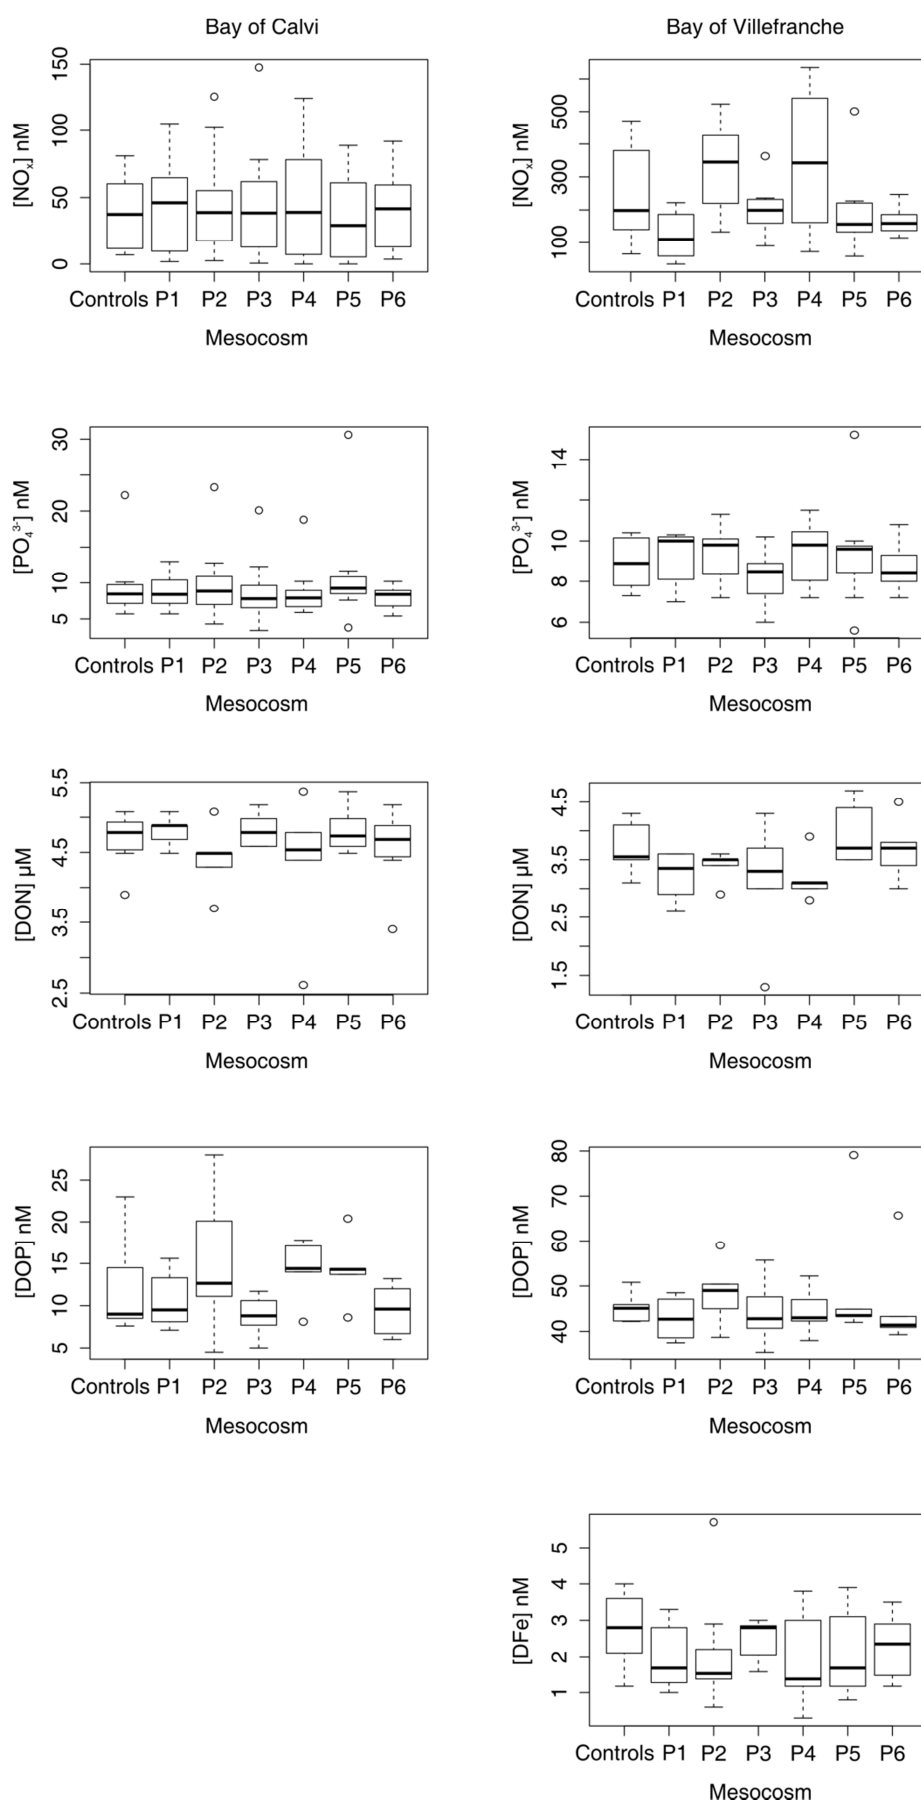 Bay of Calvi
[NOₓ] nM
150
100
50
0
Controls P1 P2 P3 P4 P5 P6
Mesocosm
Bay of Villefranche
[NOₓ] nM
500
300
100
Controls P1 P2 P3 P4 P5 P6
Mesocosm
[PO₄³⁻] nM
30
20
10
5
Controls P1 P2 P3 P4 P5 P6
Mesocosm
[PO₄³⁻] nM
14
10
8
6
Controls P1 P2 P3 P4 P5 P6
Mesocosm
[DON] µM
5.5
4.5
3.5
2.5
Controls P1 P2 P3 P4 P5 P6
Mesocosm
[DON] µM
4.5
3.5
2.5
1.5
Controls P1 P2 P3 P4 P5 P6
Mesocosm
[DOP] nM
25
20
15
10
5
Controls P1 P2 P3 P4 P5 P6
Mesocosm
[DOP] nM
80
70
60
50
40
Controls P1 P2 P3 P4 P5 P6
Mesocosm
[DFe] nM
5
4
3
2
1
Controls P1 P2 P3 P4 P5 P6
Mesocosm